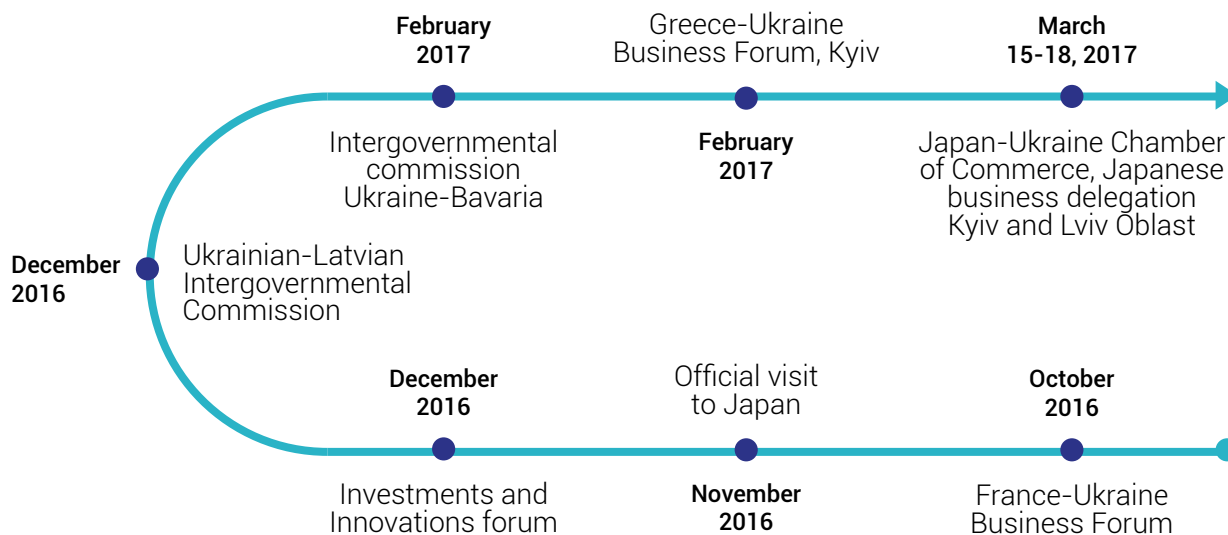 February
2017
Intergovernmental
commission
Ukraine-Bavaria
Greece-Ukraine
Business Forum, Kyiv
February
2017
March
15-18, 2017
Japan-Ukraine Chamber
of Commerce, Japanese
business delegation
Kyiv and Lviv Oblast
December
2016
Ukrainian-Latvian
Intergovernmental
Commission
December
2016
Investments and
Innovations forum
Official visit
to Japan
November
2016
October
2016
France-Ukraine
Business Forum